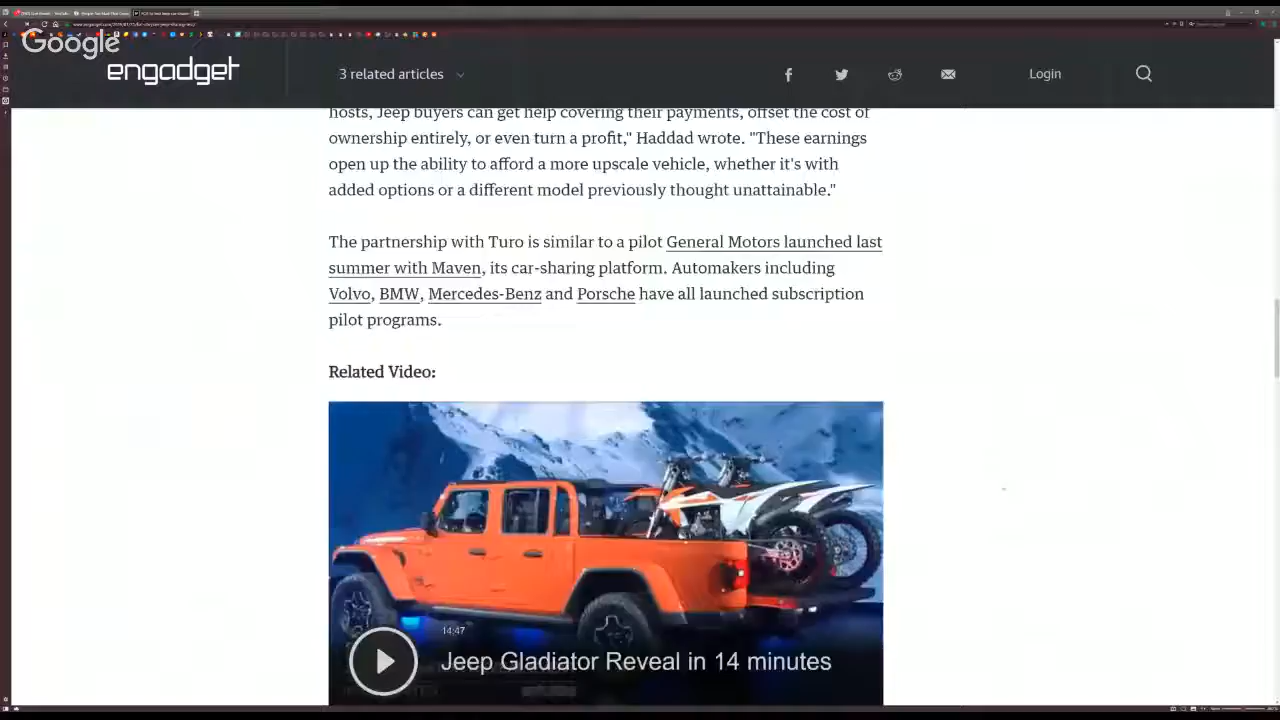 Google
engadget
3 related articles
Login
hosts, Jeep buyers can get help covering their payments, offset the cost of
ownership entirely, or even turn a profit," Haddad wrote. "These earnings
open up the ability to afford a more upscale vehicle, whether it's with
added options or a different model previously thought unattainable."
The partnership with Turo is similar to a pilot General Motors launched last
summer with Maven, its car-sharing platform. Automakers including
Volvo, BMW, Mercedes-Benz and Porsche have all launched subscription
pilot programs.
Related Video:
14:47
Jeep Gladiator Reveal in 14 minutes